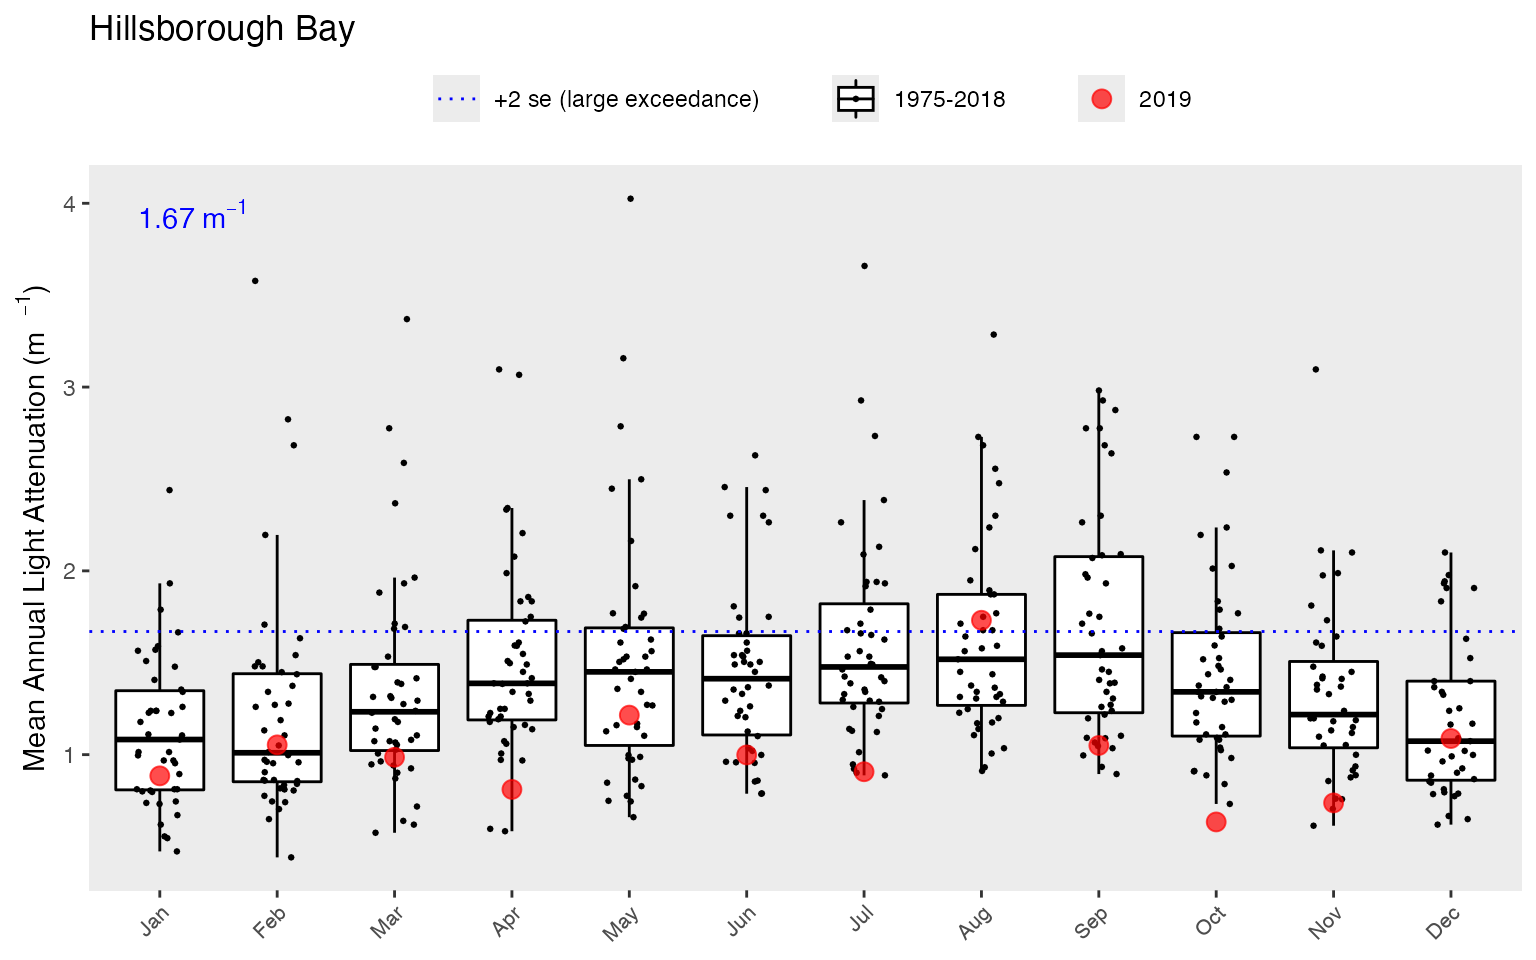 Hillsborough Bay
+2 se (large exceedance) 1975-2018 2019
1.67 m⁻¹
Mean Annual Light Attenuation (m ⁻¹)
4
3
2
1
Jan Feb Mar Apr May Jun Jul Aug Sep Oct Nov Dec